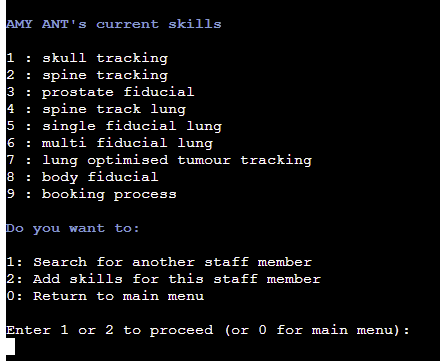 AMY ANT's current skills
1 : skull tracking
2 : spine tracking
3 : prostate fiducial
4 : spine track lung
5 : single fiducial lung
6 : multi fiducial lung
7 : lung optimised tumour tracking
8 : body fiducial
9 : booking process
Do you want to:
1: Search for another staff member
2: Add skills for this staff member
0: Return to main menu
Enter 1 or 2 to proceed (or 0 for main menu):